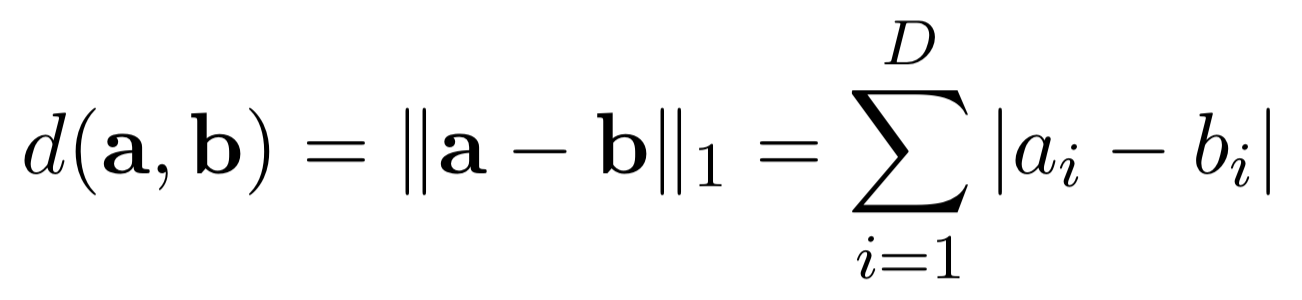 d(𝐚, 𝐛) = ‖𝐚 − 𝐛‖₁ = ∑_{i=1}^{D} |aᵢ − bᵢ|